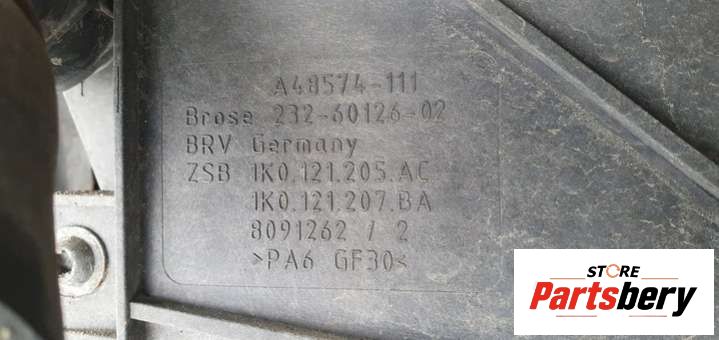 A48574-111
Brose 232-60126-02
BRV Germany
ZSB 1K0.121.205.AC
1K0.121.207.BA
8091262 / 2
>PA6 GF30<
STORE
Partsbery